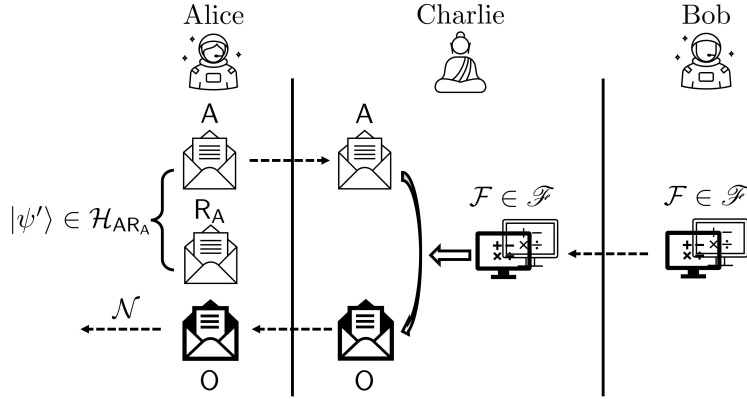 Alice Charlie Bob
A A
|ψ′⟩ ∈ ℋ_{AR_A} R_A ℱ ∈ ℱ ℱ ∈ ℱ
+− ×÷ −×÷ +− ×÷ −×÷
𝒩
O O